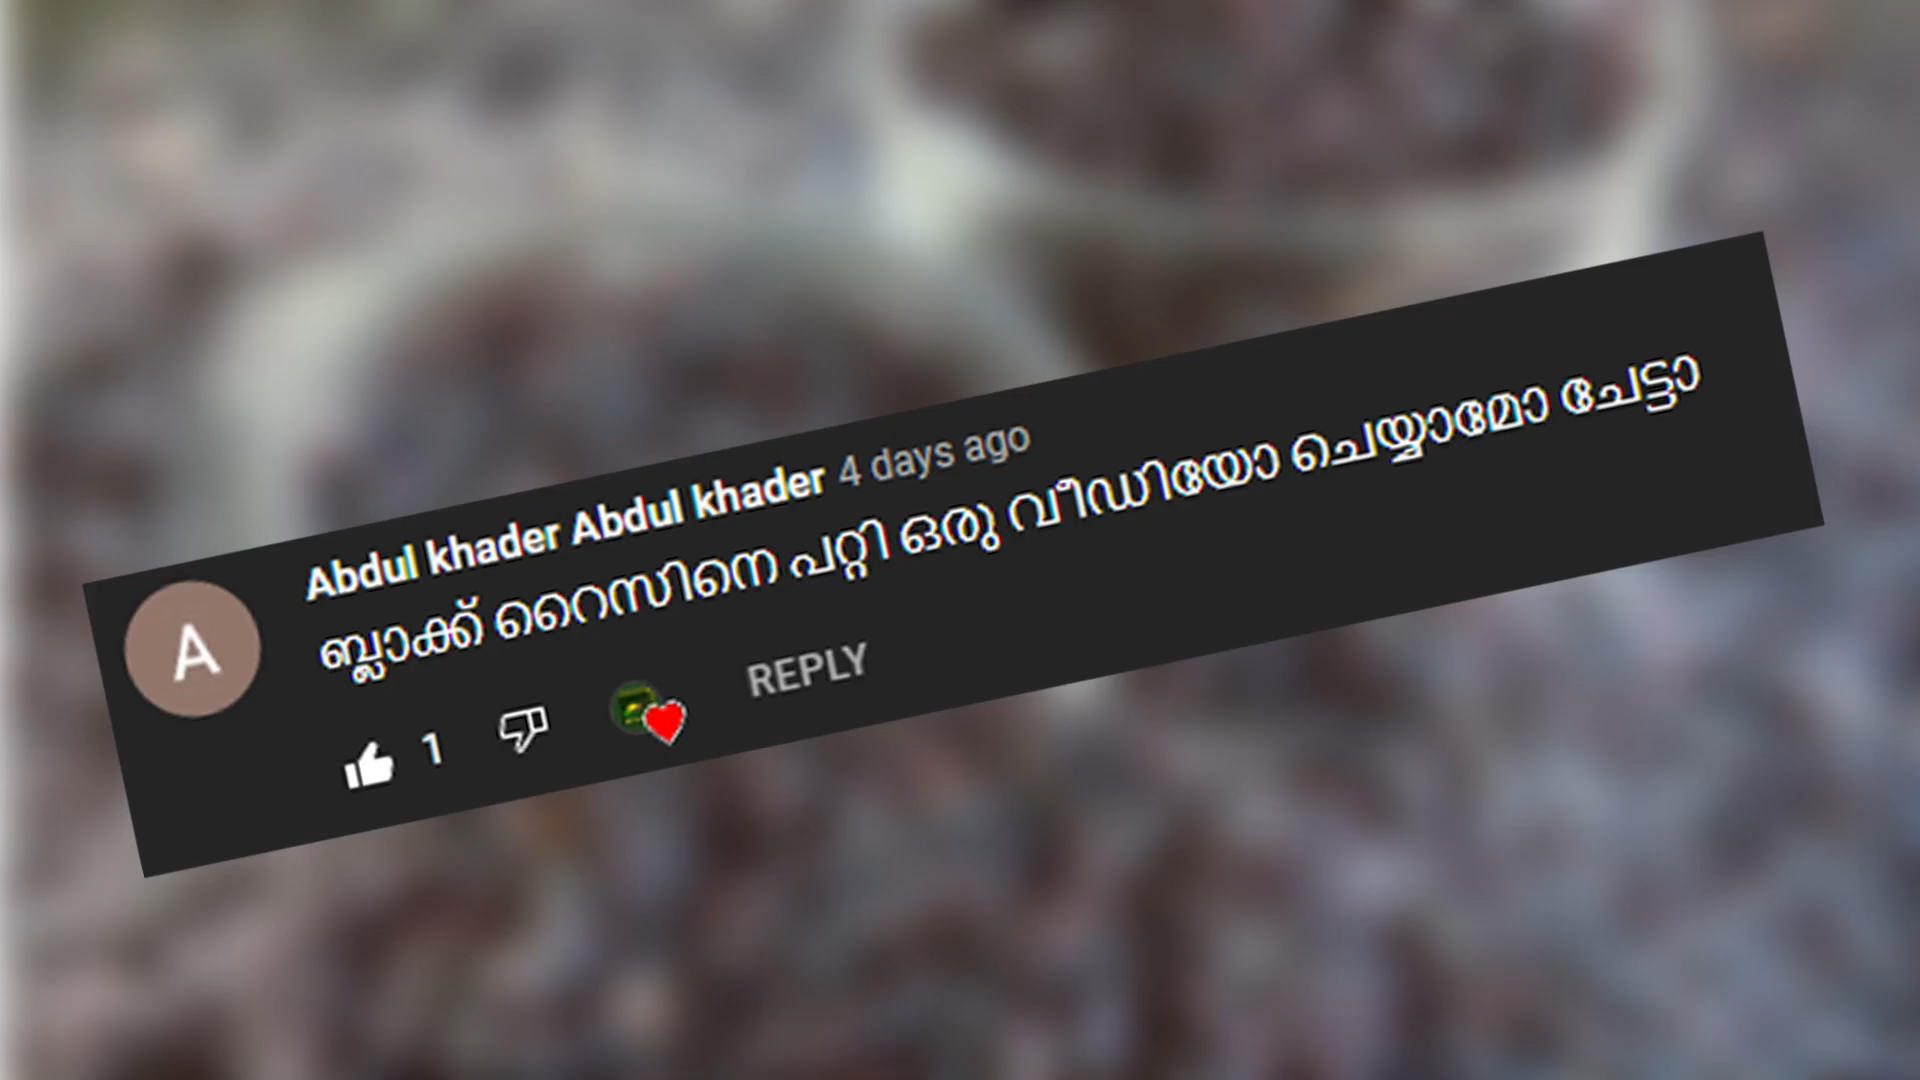 Abdul khader Abdul khader 4 days ago
ബ്ലാക്ക് റൈസിനെ പറ്റി ഒരു വീഡിയോ ചെയ്യാമോ ചേട്ടാ
1 REPLY
A